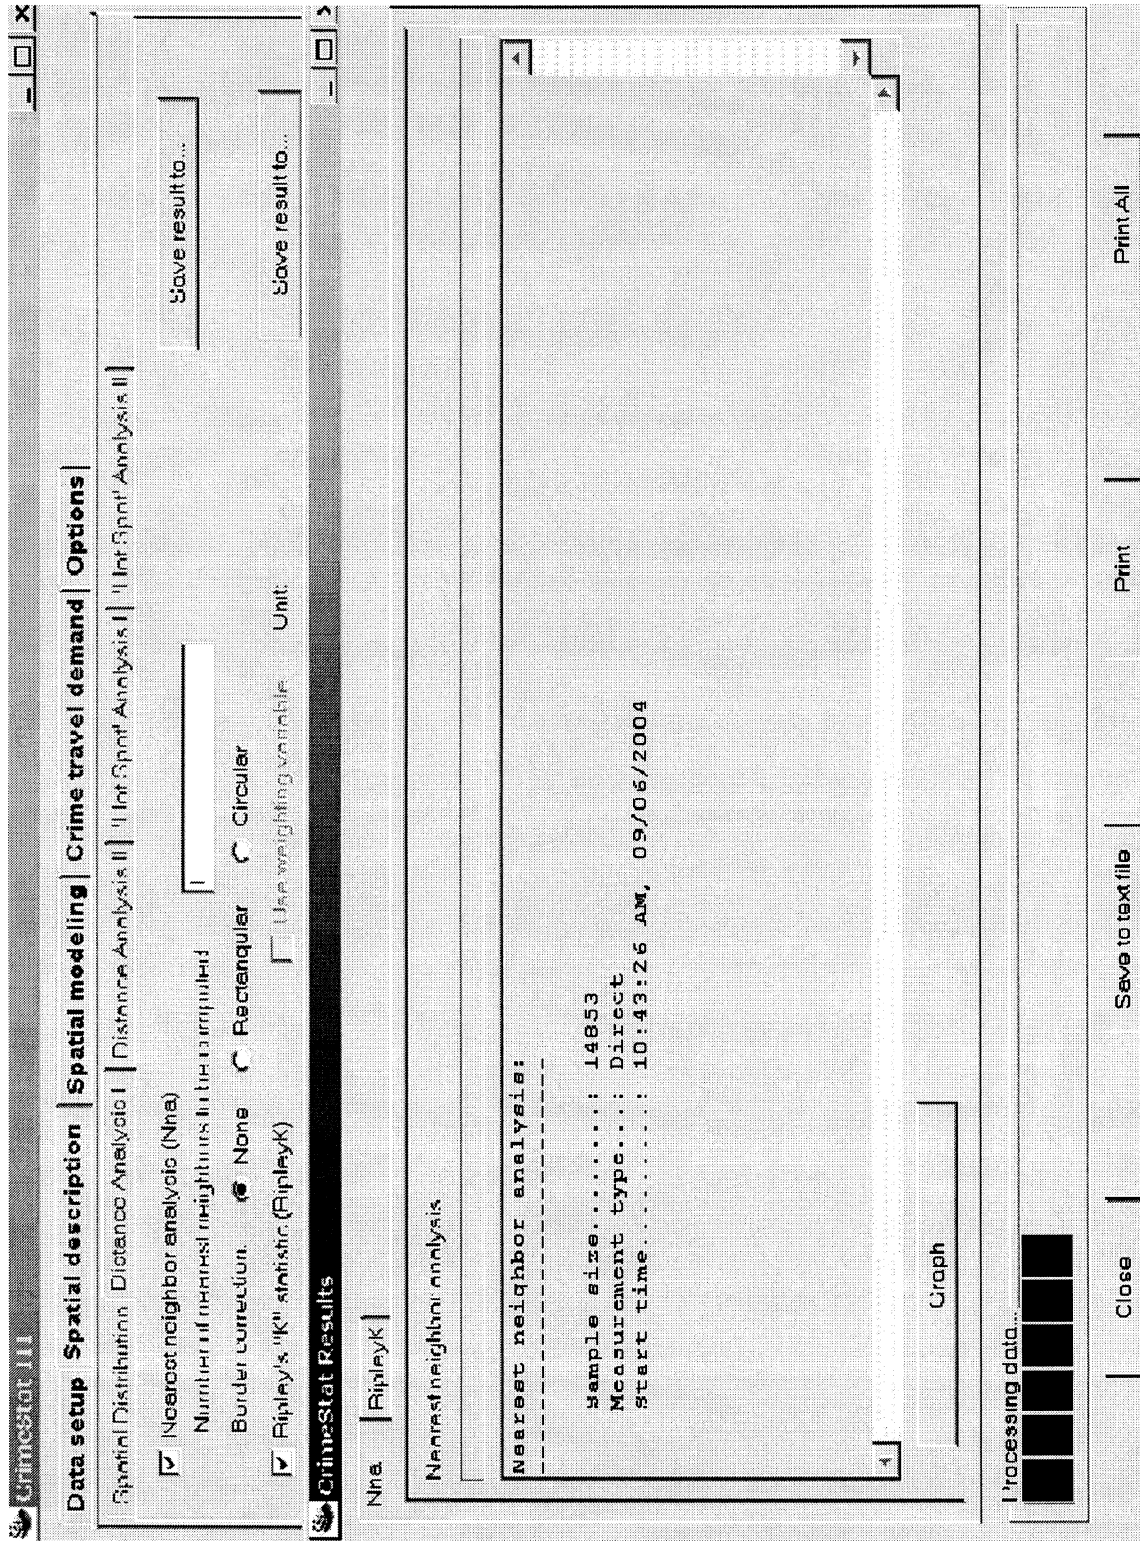 CrimeStat III
Data setup Spatial description Spatial modeling Crime travel demand Options
Spatial Distribution Distance Analysis I Distance Analysis II 'Hot Spot' Analysis I 'Hot Spot' Analysis II
Nearest neighbor analysis (Nna)
Save result to...
Number of nearest neighbors to be computed
1
Border correction: None Rectangular Circular
Ripley's "K" statistic (RipleyK)
Use weighting variable
Unit:
Save result to...
CrimeStat Results
Nna RipleyK
Nearest neighbor analysis
Nearest neighbor analysis:
--------------------------
Sample size........: 14853
Measurement type...: Direct
Start time.........: 10:43:26 AM, 09/06/2004
Graph
Processing data...
Close Save to text file Print Print All